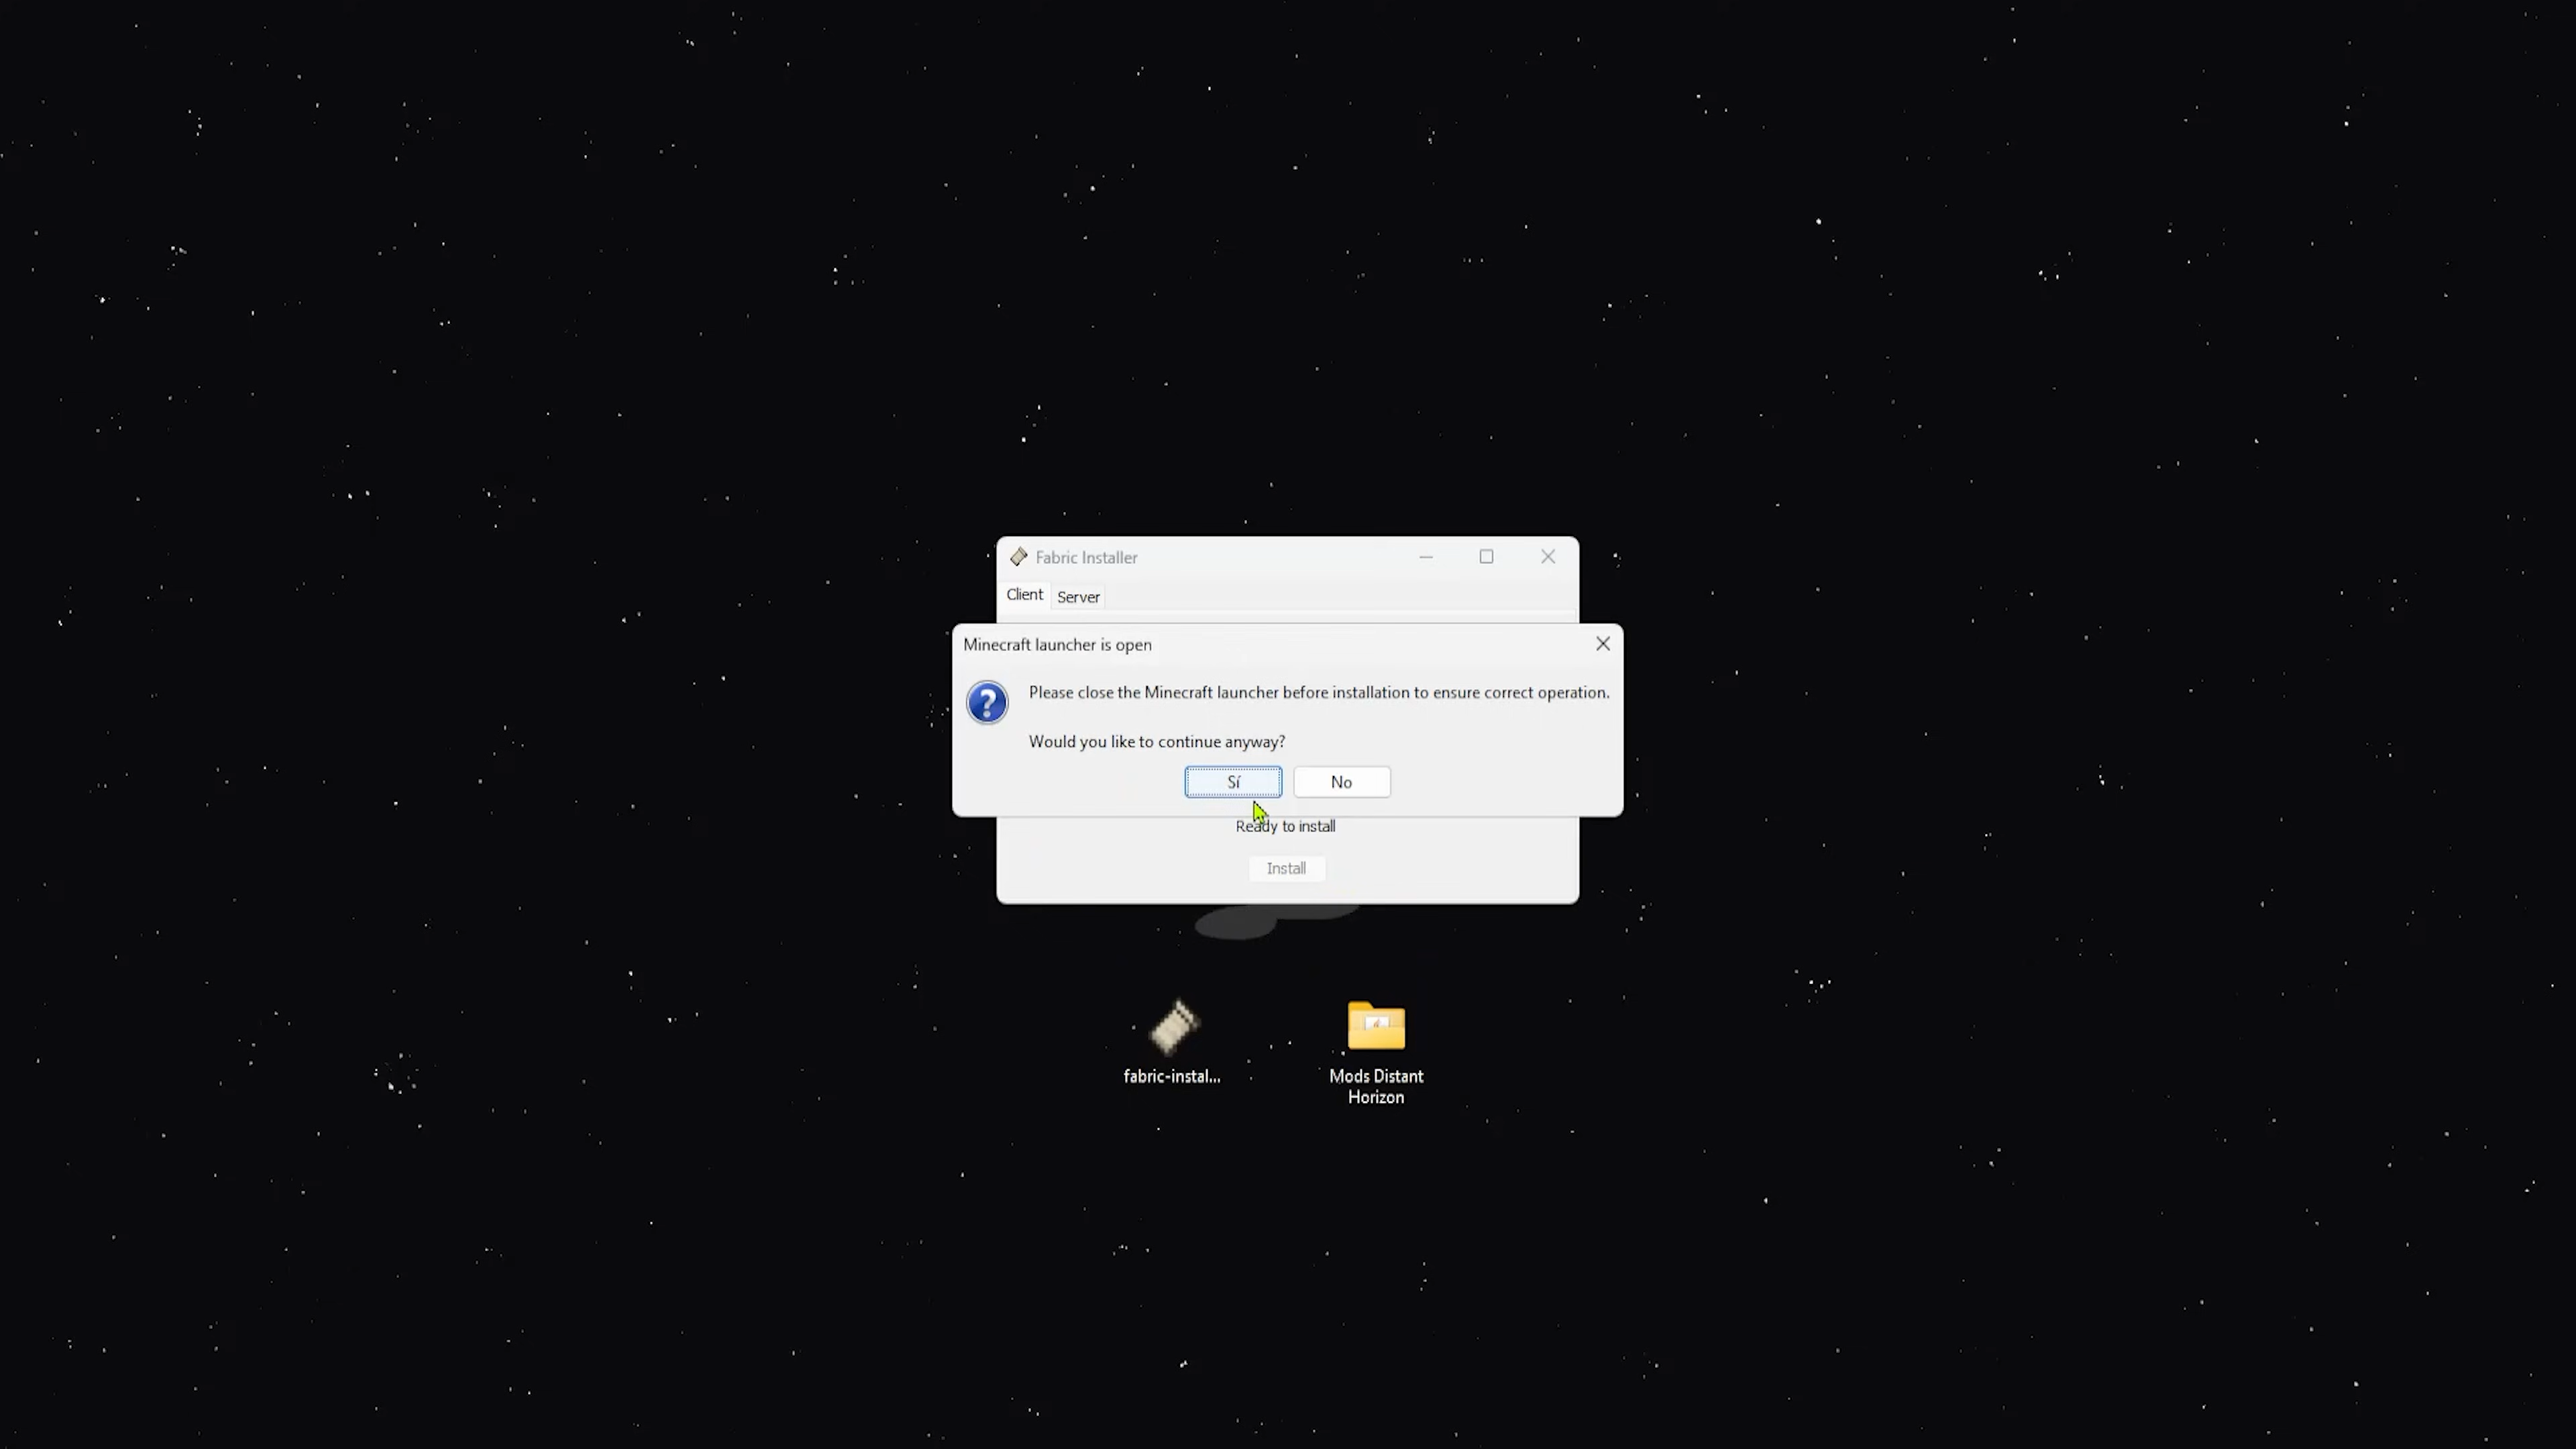 Fabric Installer
Client
Server
Minecraft launcher is open
Please close the Minecraft launcher before installation to ensure correct operation.
Would you like to continue anyway?
Sí
No
Ready to install
Install
fabric-instal...
Mods Distant
Horizon